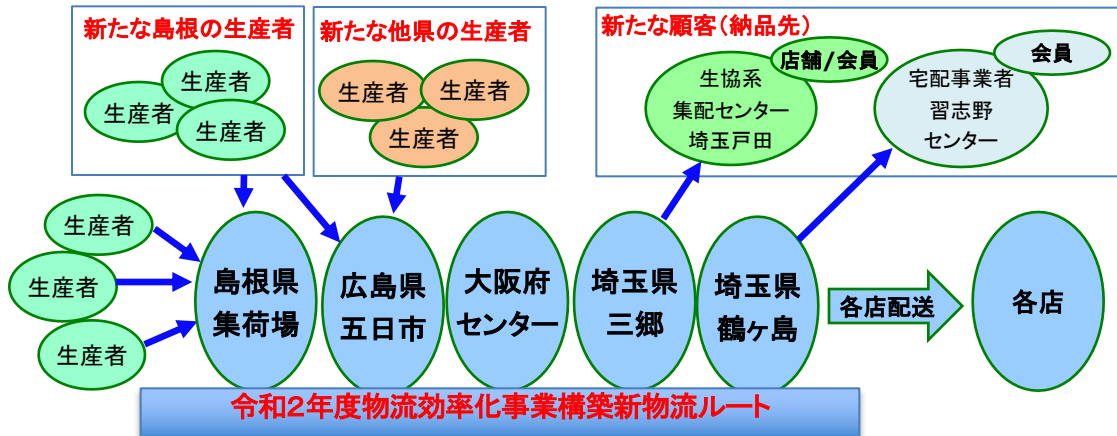 新たな島根の生産者
生産者
生産者
生産者
新たな他県の生産者
生産者
生産者
生産者
新たな顧客(納品先)
店舗/会員
生協系
集配センター
埼玉戸田
会員
宅配事業者
習志野
センター
生産者
生産者
生産者
島根県
集荷場
広島県
五日市
大阪府
センター
埼玉県
三郷
埼玉県
鶴ヶ島
各店配送
各店
令和2年度物流効率化事業構築新物流ルート